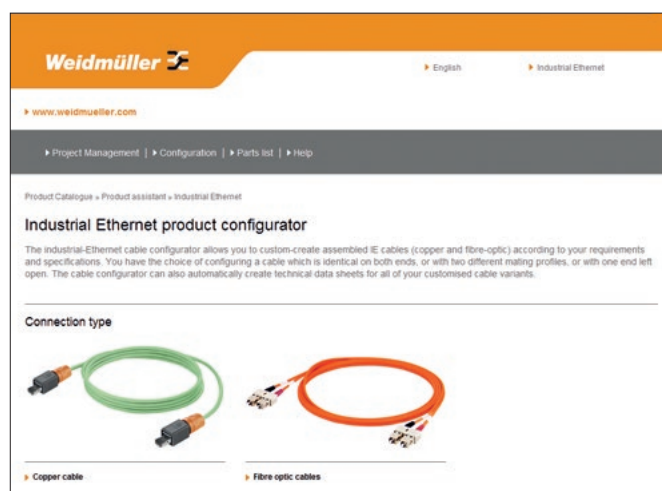 Weidmüller
English
Industrial Ethernet
www.weidmueller.com
Project Management | Configuration | Parts list | Help
Product Catalogue » Product assistant » Industrial Ethernet
Industrial Ethernet product configurator
The industrial-Ethernet cable configurator allows you to custom-create assembled IE cables (copper and fibre-optic) according to your requirements
and specifications. You have the choice of configuring a cable which is identical on both ends, or with two different mating profiles, or with one end left
open. The cable configurator can also automatically create technical data sheets for all of your customised cable variants.
Connection type
Copper cable
Fibre optic cables